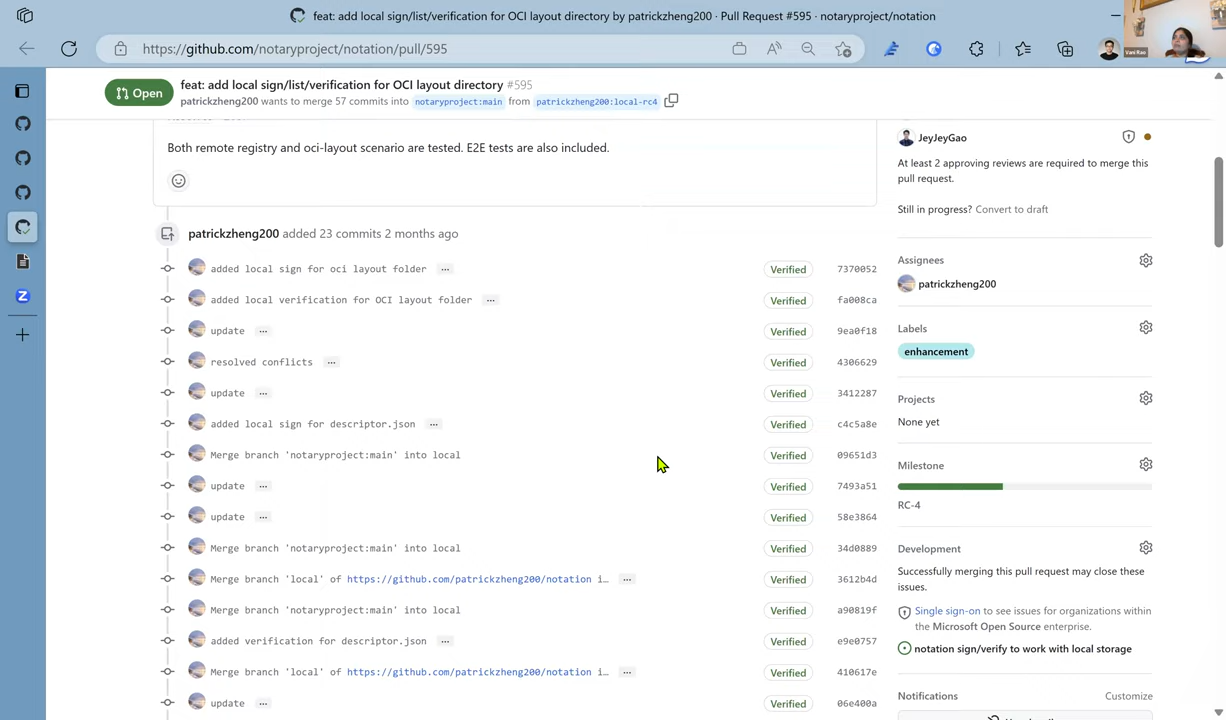 feat: add local sign/list/verification for OCI layout directory by patrickzheng200 · Pull Request #595 · notaryproject/notation
https://github.com/notaryproject/notation/pull/595
Vani Rao
Open
feat: add local sign/list/verification for OCI layout directory #595
patrickzheng200 wants to merge 57 commits into notaryproject:main from patrickzheng200:local-rc4
Both remote registry and oci-layout scenario are tested. E2E tests are also included.
patrickzheng200 added 23 commits 2 months ago
added local sign for oci layout folder ... Verified 7370052
added local verification for OCI layout folder ... Verified fa008ca
update ... Verified 9ea0f18
resolved conflicts ... Verified 4306629
update ... Verified 3412287
added local sign for descriptor.json ... Verified c4c5a8e
Merge branch 'notaryproject:main' into local Verified 09651d3
update ... Verified 7493a51
update ... Verified 58e3864
Merge branch 'notaryproject:main' into local Verified 34d0889
Merge branch 'local' of https://github.com/patrickzheng200/notation i… ... Verified 3612b4d
Merge branch 'notaryproject:main' into local Verified a90819f
added verification for descriptor.json ... Verified e9e0757
Merge branch 'local' of https://github.com/patrickzheng200/notation i… ... Verified 410617e
update ... Verified 06e400a
JeyJeyGao
At least 2 approving reviews are required to merge this
pull request.
Still in progress? Convert to draft
Assignees
patrickzheng200
Labels
enhancement
Projects
None yet
Milestone
RC-4
Development
Successfully merging this pull request may close these
issues.
Single sign-on to see issues for organizations within
the Microsoft Open Source enterprise.
notation sign/verify to work with local storage
Notifications Customize